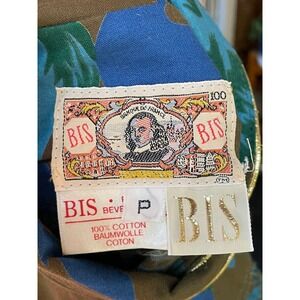 BANQUE DE FRANCE
100
BIS
BIS
BIS
BEVE
P
100% COTTON
BAUMWOLLE
COTON
BIS